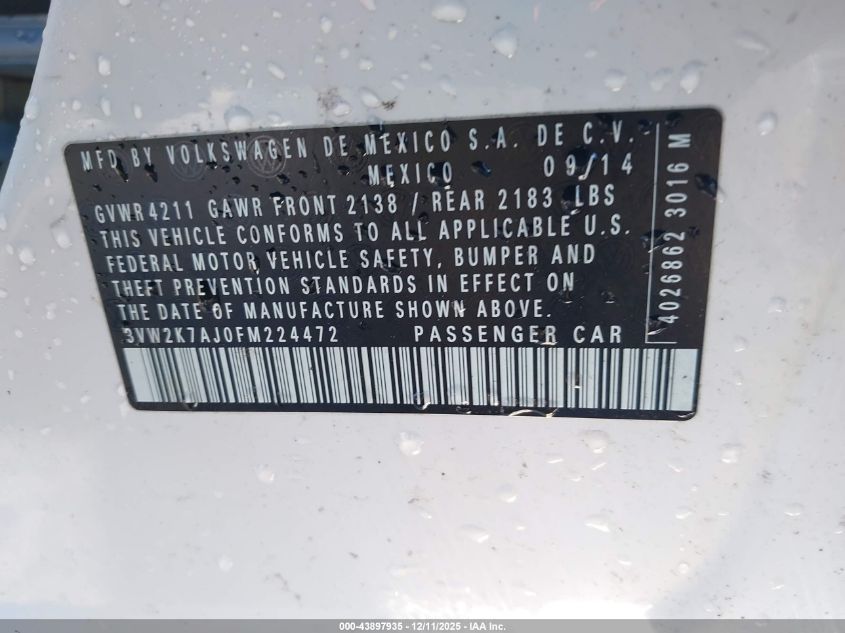 MFD BY VOLKSWAGEN DE MEXICO S.A. DE C.V.
MEXICO 09/14
GVWR 4211 GAWR FRONT 2138 / REAR 2183 LBS
THIS VEHICLE CONFORMS TO ALL APPLICABLE U.S.
FEDERAL MOTOR VEHICLE SAFETY, BUMPER AND
THEFT PREVENTION STANDARDS IN EFFECT ON
THE DATE OF MANUFACTURE SHOWN ABOVE.
3VW2K7AJ0FM224472 PASSENGER CAR
4026862 3016 M
000-43897935 - 12/11/2025 - IAA Inc.